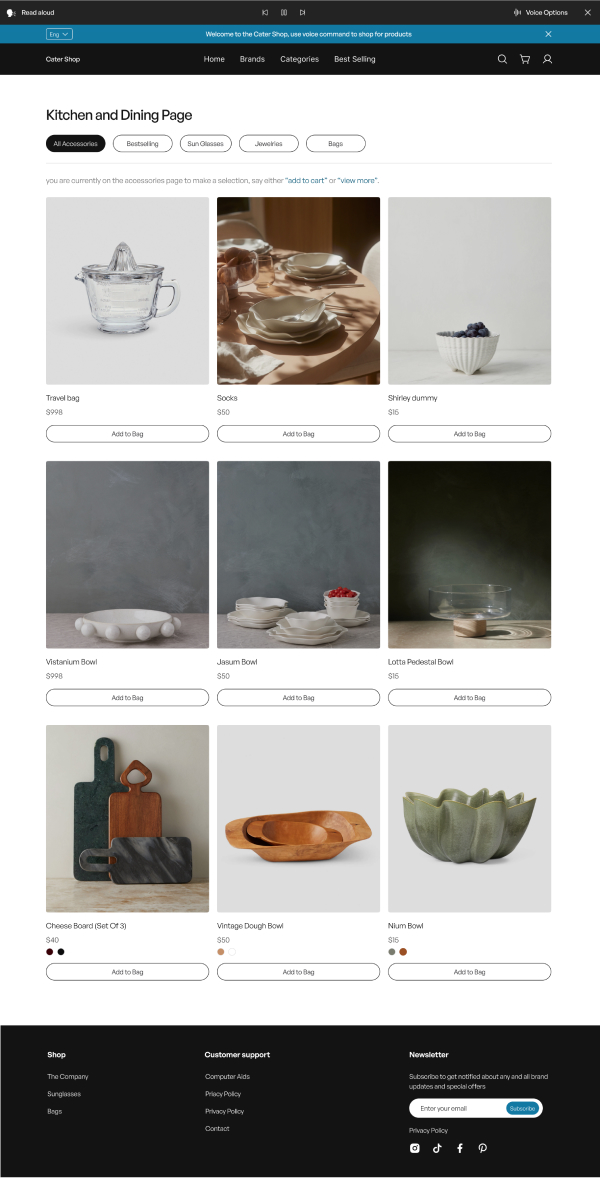 Read aloud
Voice Options
Eng
Welcome to the Cater Shop, use voice command to shop for products
Cater Shop
Home
Brands
Categories
Best Selling
Kitchen and Dining Page
All Accessories
Bestselling
Sun Glasses
Jewelries
Bags
you are currently on the accessories page to make a selection, say either "add to cart" or "view more".
Travel bag
Socks
Shirley dummy
$998
$50
$15
Add to Bag
Add to Bag
Add to Bag
Vistanium Bowl
Jasum Bowl
Lotta Pedestal Bowl
$998
$50
$15
Add to Bag
Add to Bag
Add to Bag
Cheese Board (Set Of 3)
Vintage Dough Bowl
Nium Bowl
$40
$50
$15
Add to Bag
Add to Bag
Add to Bag
Shop
Customer support
Newsletter
The Company
Computer Aids
Subscribe to get notified about any and all brand
updates and special offers
Sunglasses
Priacy Policy
Enter your email
Subscribe
Bags
Privacy Policy
Contact
Privacy Policy